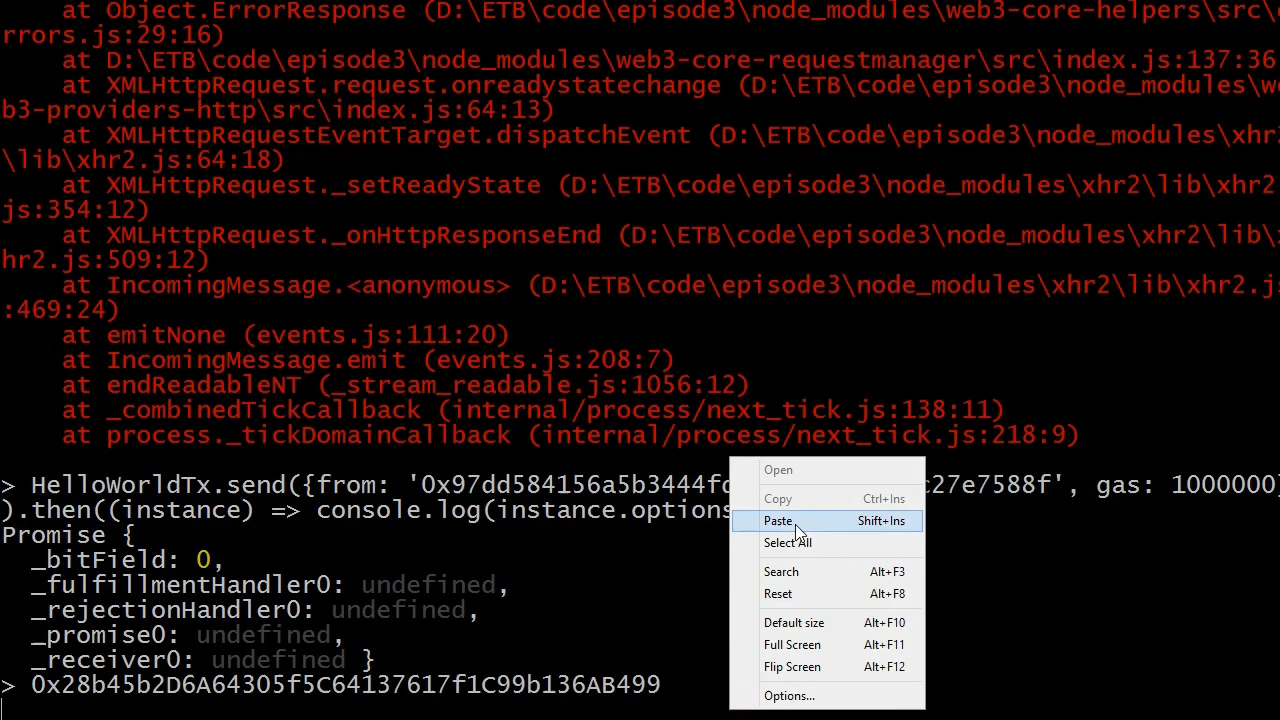 at Object.ErrorResponse (D:\ETB\code\episode3\node_modules\web3-core-helpers\src\e
rrors.js:29:16)
at D:\ETB\code\episode3\node_modules\web3-core-requestmanager\src\index.js:137:36
at XMLHttpRequest.request.onreadystatechange (D:\ETB\code\episode3\node_modules\we
b3-providers-http\src\index.js:64:13)
at XMLHttpRequestEventTarget.dispatchEvent (D:\ETB\code\episode3\node_modules\xhr2
\lib\xhr2.js:64:18)
at XMLHttpRequest._setReadyState (D:\ETB\code\episode3\node_modules\xhr2\lib\xhr2.
js:354:12)
at XMLHttpRequest._onHttpResponseEnd (D:\ETB\code\episode3\node_modules\xhr2\lib\x
hr2.js:509:12)
at IncomingMessage.<anonymous> (D:\ETB\code\episode3\node_modules\xhr2\lib\xhr2.js
:469:24)
at emitNone (events.js:111:20)
at IncomingMessage.emit (events.js:208:7)
at endReadableNT (_stream_readable.js:1056:12)
at _combinedTickCallback (internal/process/next_tick.js:138:11)
at process._tickDomainCallback (internal/process/next_tick.js:218:9)
> HelloWorldTx.send({from: '0x97dd584156a5b3444fd c27e7588f', gas: 1000000}
).then((instance) => console.log(instance.options
Promise {
_bitField: 0,
_fulfillmentHandler0: undefined,
_rejectionHandler0: undefined,
_promise0: undefined,
_receiver0: undefined }
> 0x28b45b2D6A64305f5C64137617f1C99b136AB499
Open
Copy Ctrl+Ins
Paste Shift+Ins
Select All
Search Alt+F3
Reset Alt+F8
Default size Alt+F10
Full Screen Alt+F11
Flip Screen Alt+F12
Options...